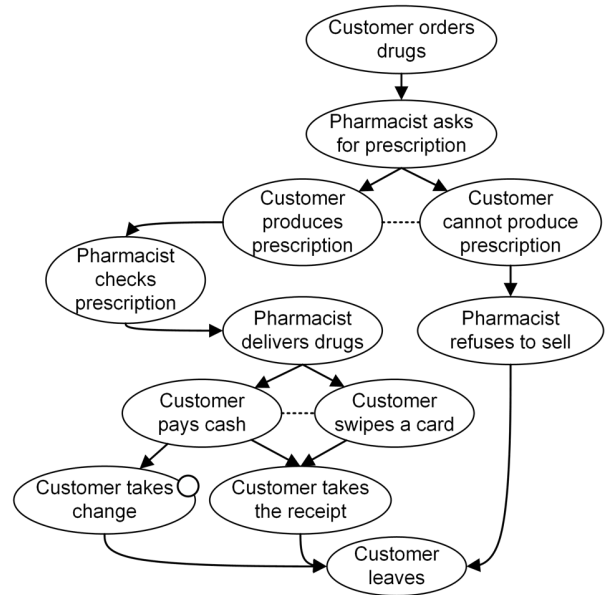 Customer orders
drugs
Pharmacist asks
for prescription
Customer
produces
prescription
Customer
cannot produce
prescription
Pharmacist
checks
prescription
Pharmacist
delivers drugs
Pharmacist
refuses to sell
Customer
pays cash
Customer
swipes a card
Customer takes
change
Customer takes
the receipt
Customer
leaves